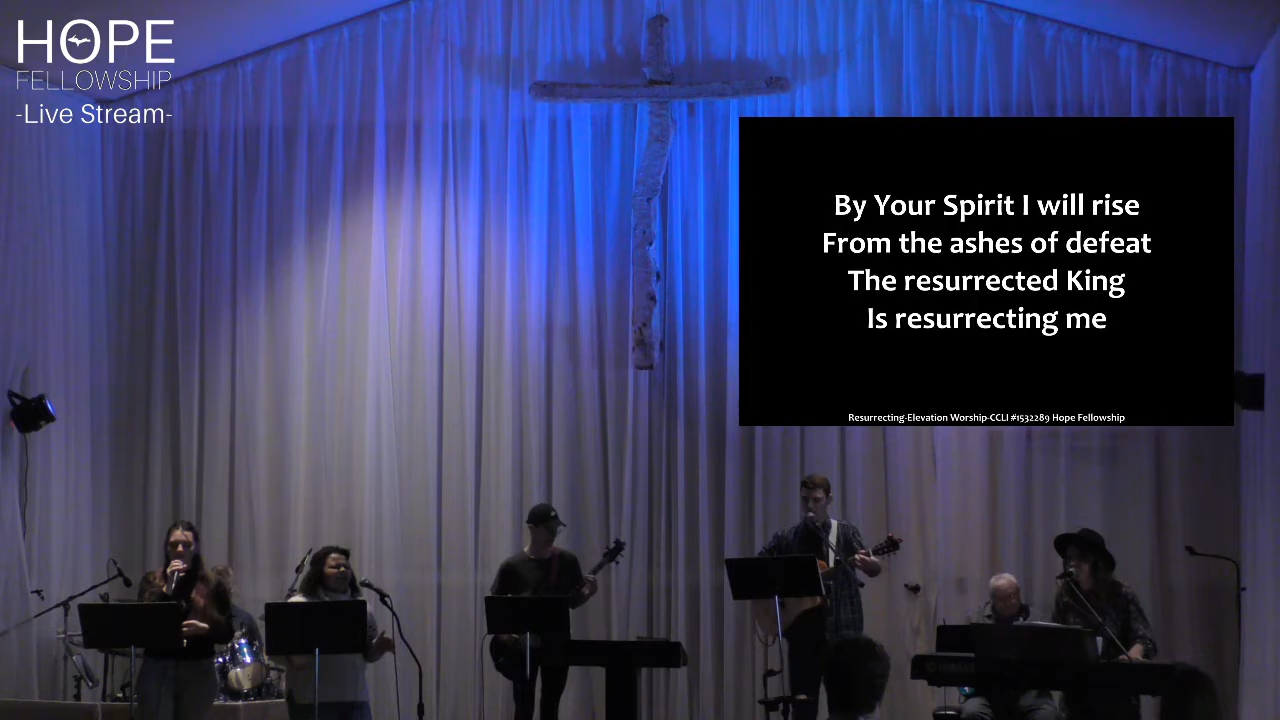 HOPE
FELLOWSHIP
-Live Stream-
By Your Spirit I will rise
From the ashes of defeat
The resurrected King
Is resurrecting me
Resurrecting-Elevation Worship-CCLI #1532289 Hope Fellowship